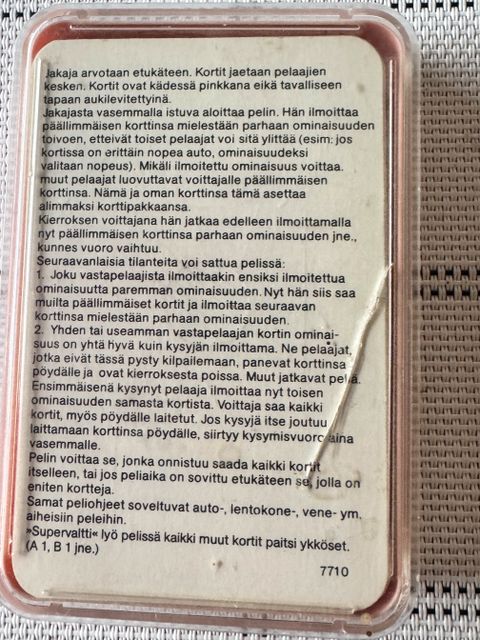 Jakaja arvotaan etukäteen. Kortit jaetaan pelaajien
kesken. Kortit ovat kädessä pinkkana eikä tavalliseen
tapaan aukilevitettyinä.
Jakajasta vasemmalla istuva aloittaa pelin. Hän ilmoittaa
päällimmäisen korttinsa mielestään parhaan ominaisuuden
toivoen, etteivät toiset pelaajat voi sitä ylittää (esim: jos
kortissa on erittäin nopea auto, ominaisuudeksi
valitaan nopeus). Mikäli ilmoitettu ominaisuus voittaa.
muut pelaajat luovuttavat voittajalle päällimmäisen
korttinsa. Nämä ja oman korttinsa tämä asettaa
alimmaksi korttipakkaansa.
Kierroksen voittajana hän jatkaa edelleen ilmoittamalla
nyt päällimmäisen korttinsa parhaan ominaisuuden jne.,
kunnes vuoro vaihtuu.
Seuraavanlaisia tilanteita voi sattua pelissä:
1. Joku vastapelaajista ilmoittaakin ensiksi ilmoitettua
ominaisuutta paremman ominaisuuden. Nyt hän siis saa
muilta päällimmäiset kortit ja ilmoittaa seuraavan
korttinsa mielestään parhaan ominaisuuden.
2. Yhden tai useamman vastapelaajan kortin ominai-
suus on yhtä hyvä kuin kysyjän ilmoittama. Ne pelaajat,
jotka eivät tässä pysty kilpailemaan, panevat korttinsa
pöydälle ja ovat kierroksesta poissa. Muut jatkavat peliä.
Ensimmäisenä kysynyt pelaaja ilmoittaa nyt toisen
ominaisuuden samasta kortista. Voittaja saa kaikki
kortit, myös pöydälle laitetut. Jos kysyjä itse joutuu
laittamaan korttinsa pöydälle, siirtyy kysymisvuoro aina
vasemmalle.
Pelin voittaa se, jonka onnistuu saada kaikki kortit
itselleen, tai jos peliaika on sovittu etukäteen se, jolla on
eniten kortteja.
Samat peliohjeet soveltuvat auto-, lentokone-, vene- ym.
aiheisiin peleihin.
»Supervaltti« lyö pelissä kaikki muut kortit paitsi ykköset.
(A 1, B 1 jne.)
7710